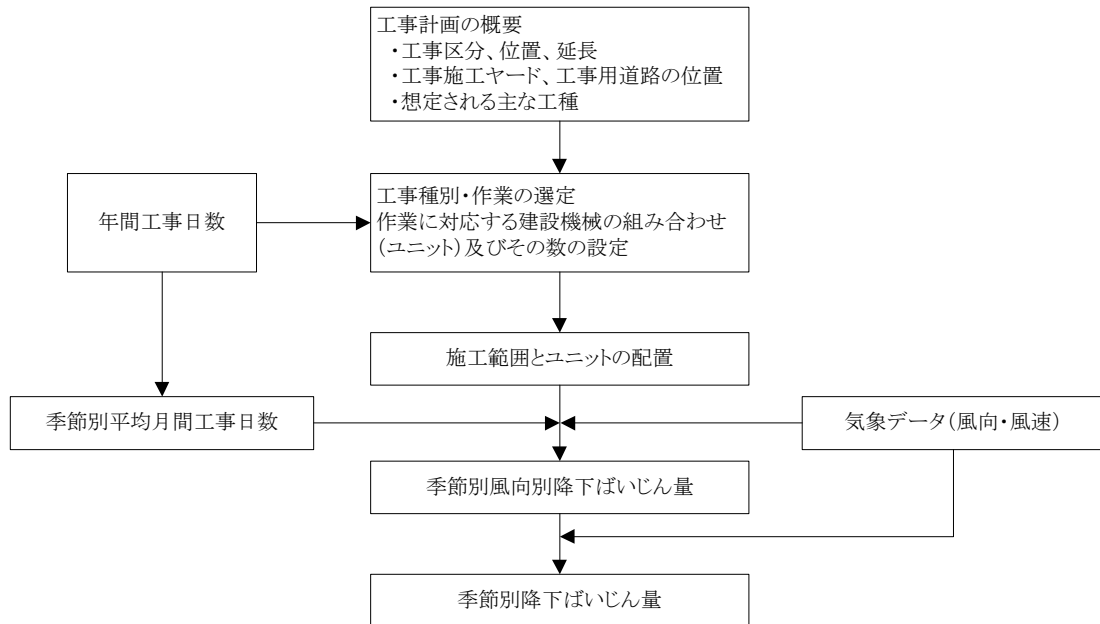 工事計画の概要
・工事区分、位置、延長
・工事施工ヤード、工事用道路の位置
・想定される主な工種
年間工事日数
工事種別・作業の選定
作業に対応する建設機械の組み合わせ
(ユニット)及びその数の設定
施工範囲とユニットの配置
季節別平均月間工事日数
気象データ(風向・風速)
季節別風向別降下ばいじん量
季節別降下ばいじん量